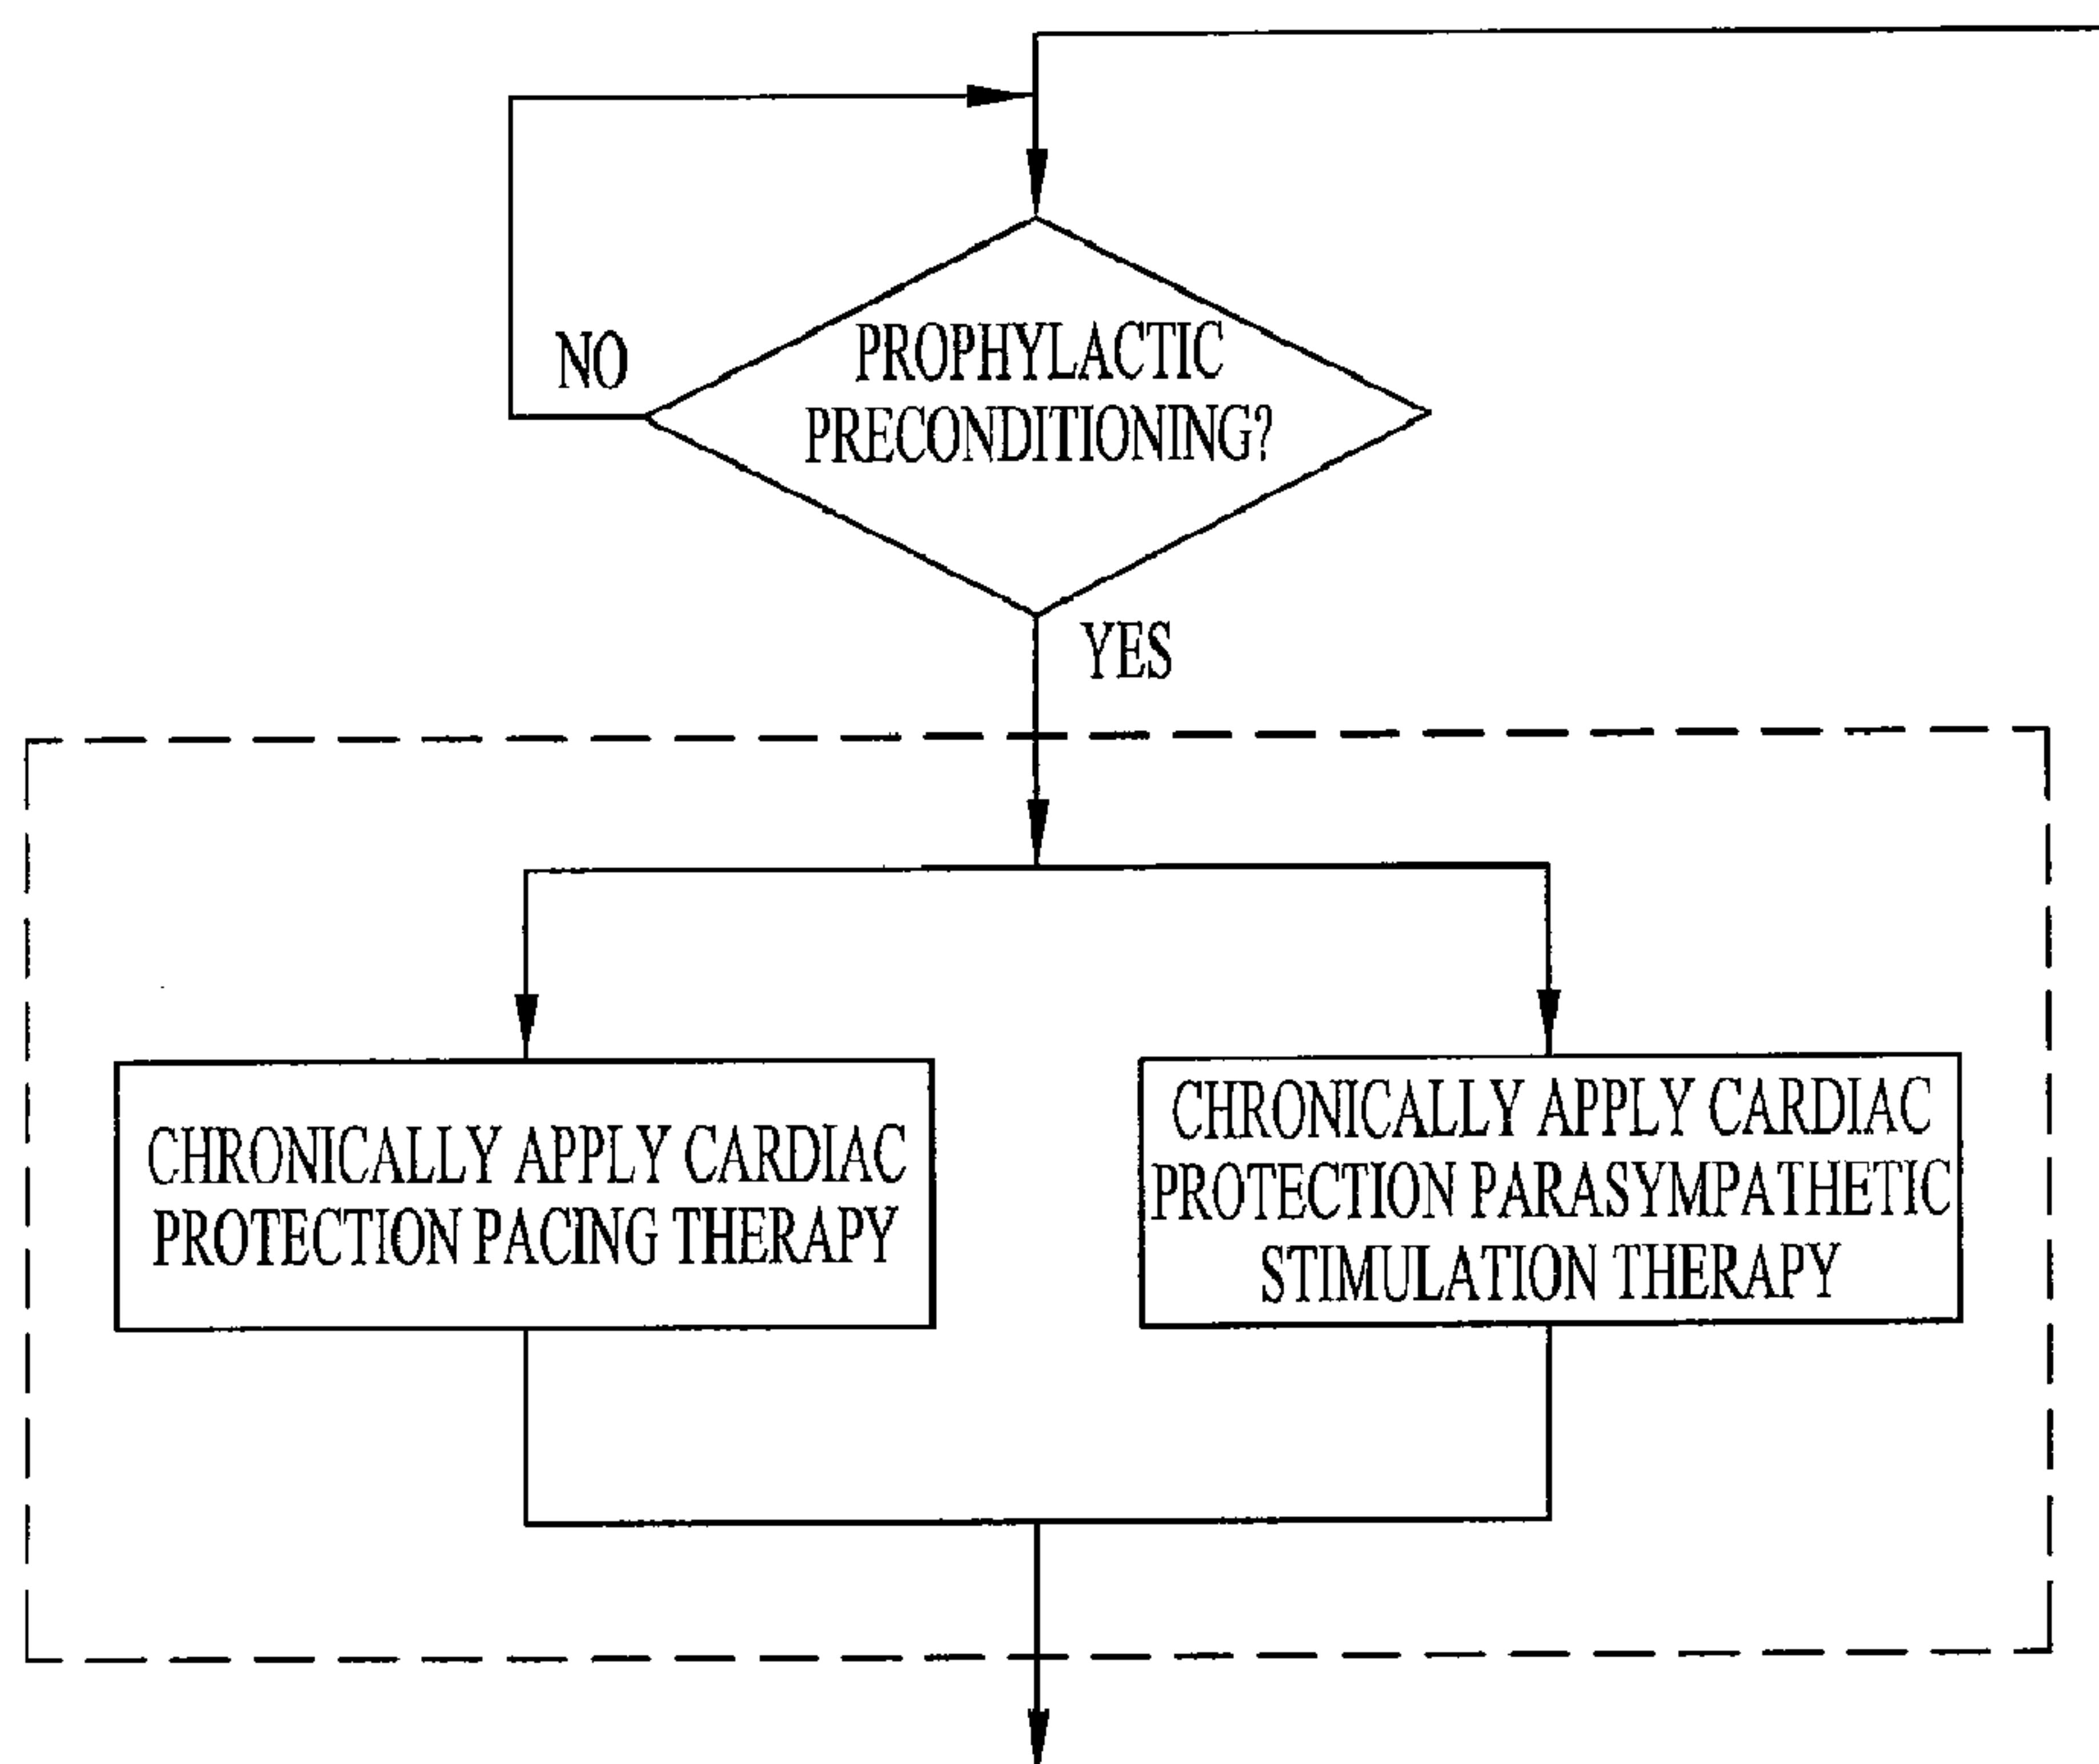 PROPHYLACTIC
PRECONDITIONING?
NO
YES
CHRONICALLY APPLY CARDIAC
PROTECTION PACING THERAPY
CHRONICALLY APPLY CARDIAC
PROTECTION PARASYMPATHETIC
STIMULATION THERAPY